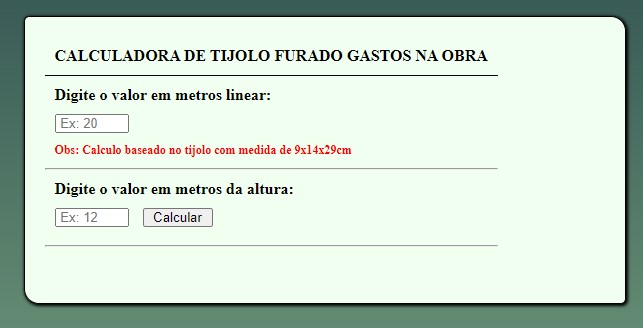 CALCULADORA DE TIJOLO FURADO GASTOS NA OBRA
Digite o valor em metros linear:
Ex: 20
Obs: Calculo baseado no tijolo com medida de 9x14x29cm
Digite o valor em metros da altura:
Ex: 12 Calcular